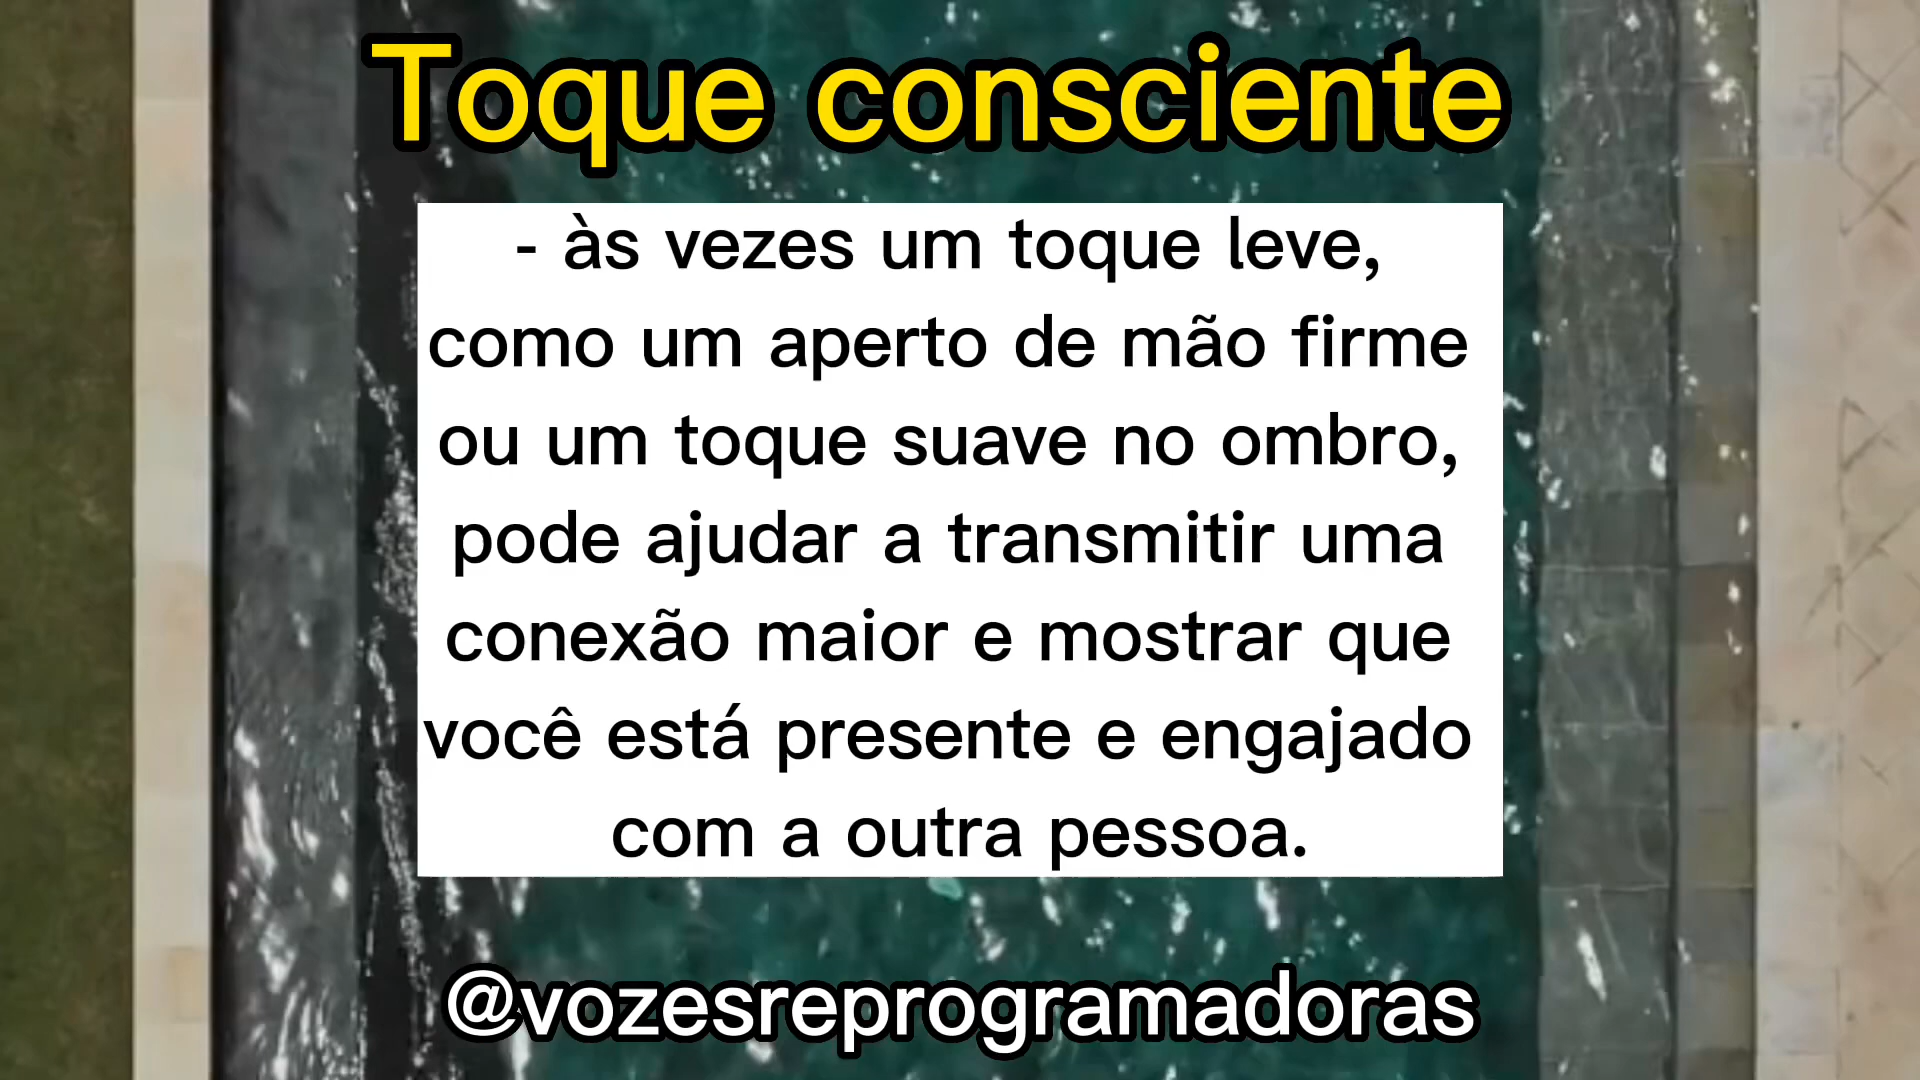 Toque consciente
- às vezes um toque leve,
como um aperto de mão firme
ou um toque suave no ombro,
pode ajudar a transmitir uma
conexão maior e mostrar que
você está presente e engajado
com a outra pessoa.
@vozesreprogramadoras